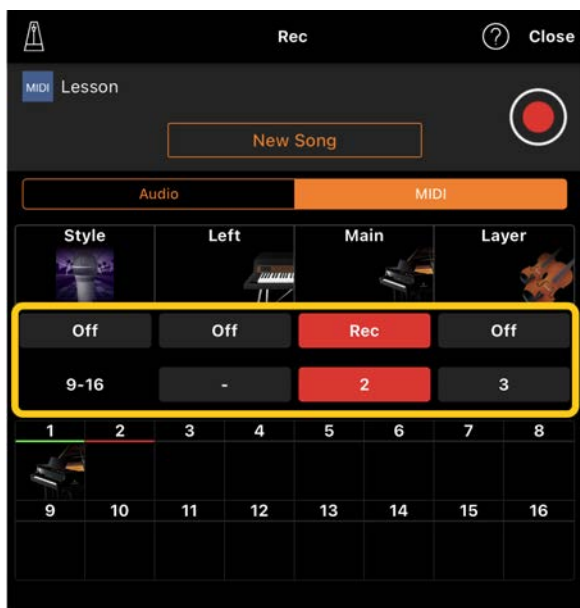 Rec
? Close
MIDI Lesson
New Song
Audio MIDI
Style Left Main Layer
Off Off Rec Off
9-16 - 2 3
1 2 3 4 5 6 7 8
9 10 11 12 13 14 15 16